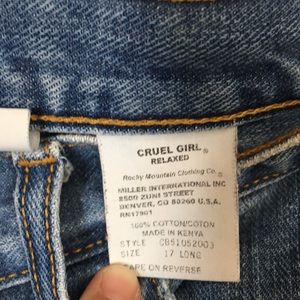 CRUEL GIRL®
RELAXED
Rocky Mountain Clothing Co.®
MILLER INTERNATIONAL INC
8500 ZUNI STREET
DENVER, CO 80260 U.S.A.
RN17901
100% COTTON/COTON
MADE IN KENYA
STYLE CB51052003
SIZE 17 LONG
CARE ON REVERSE